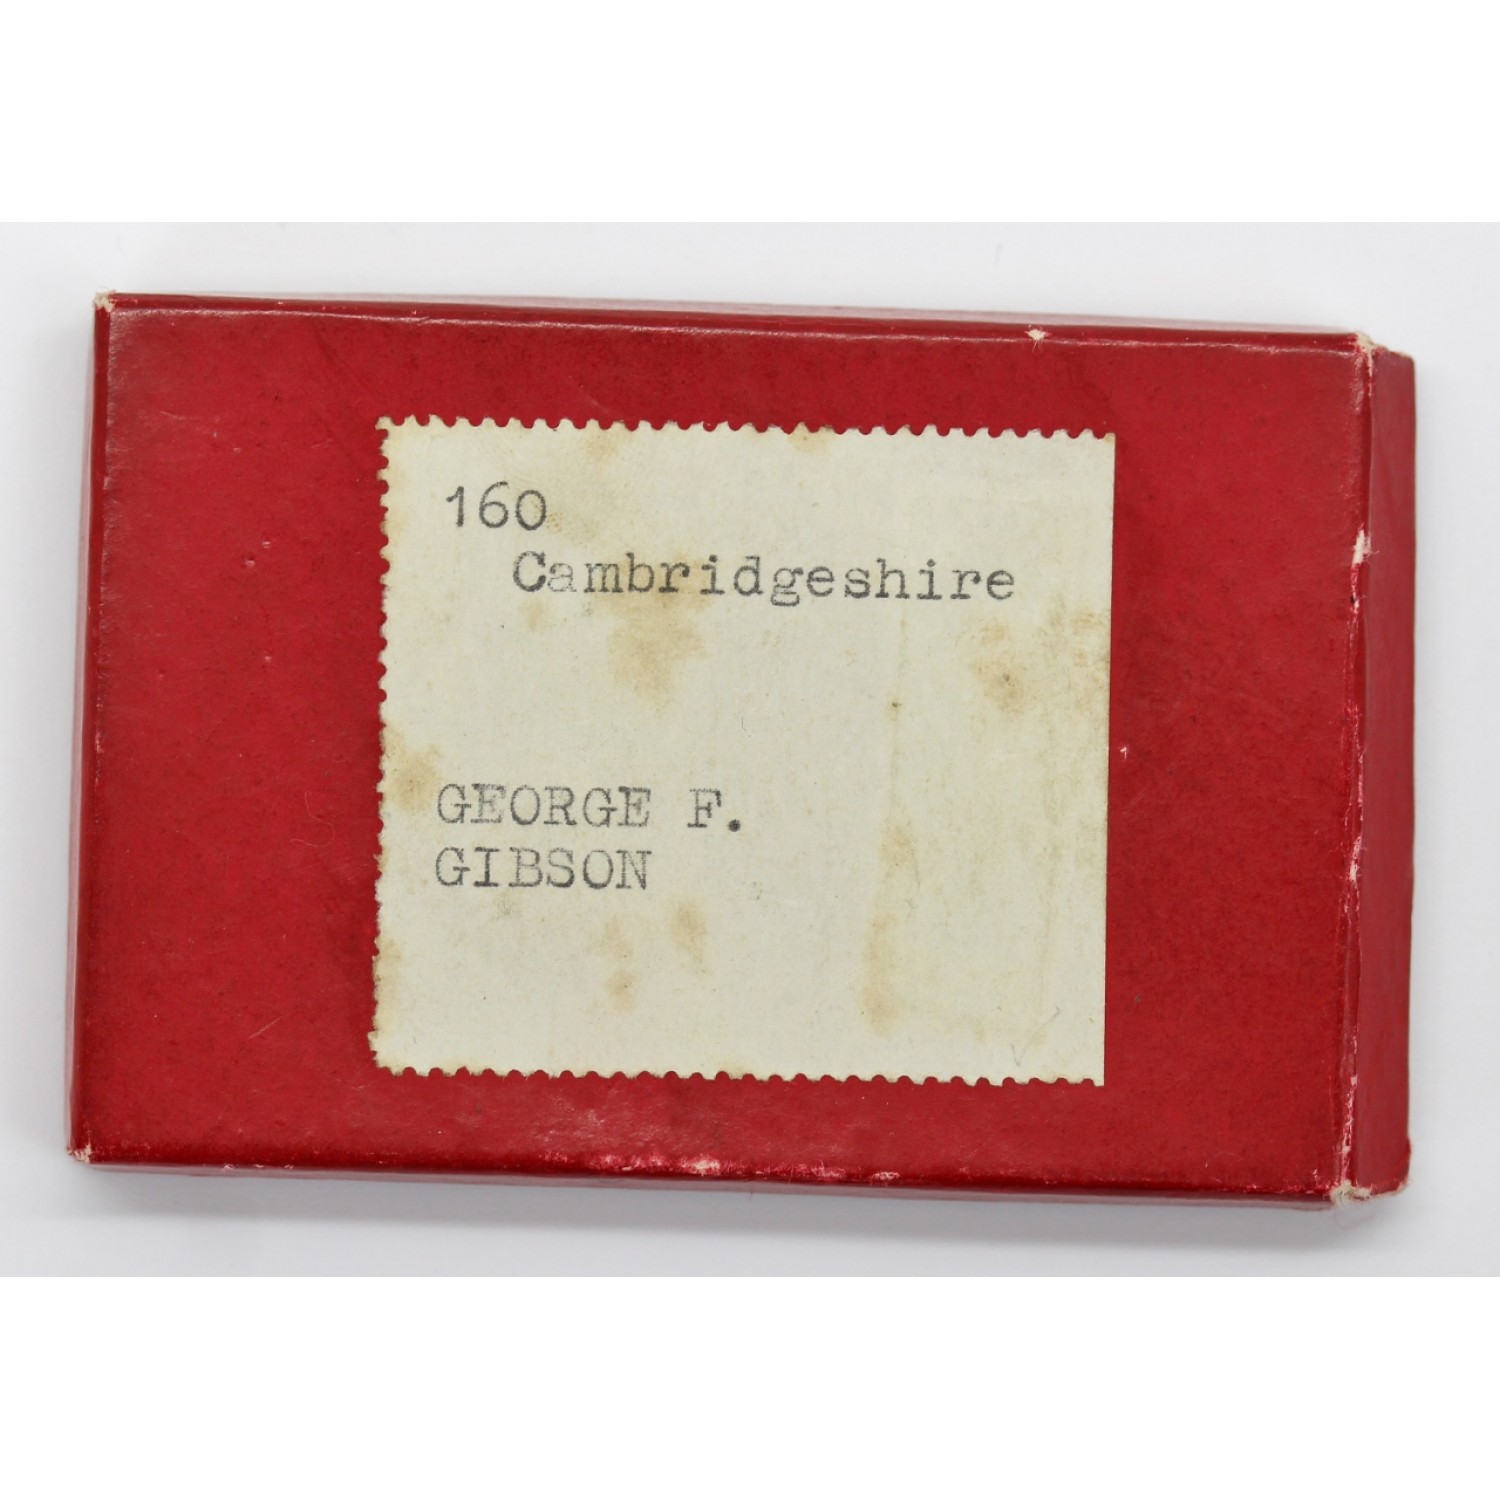 160
Cambridgeshire
GEORGE F.
GIBSON